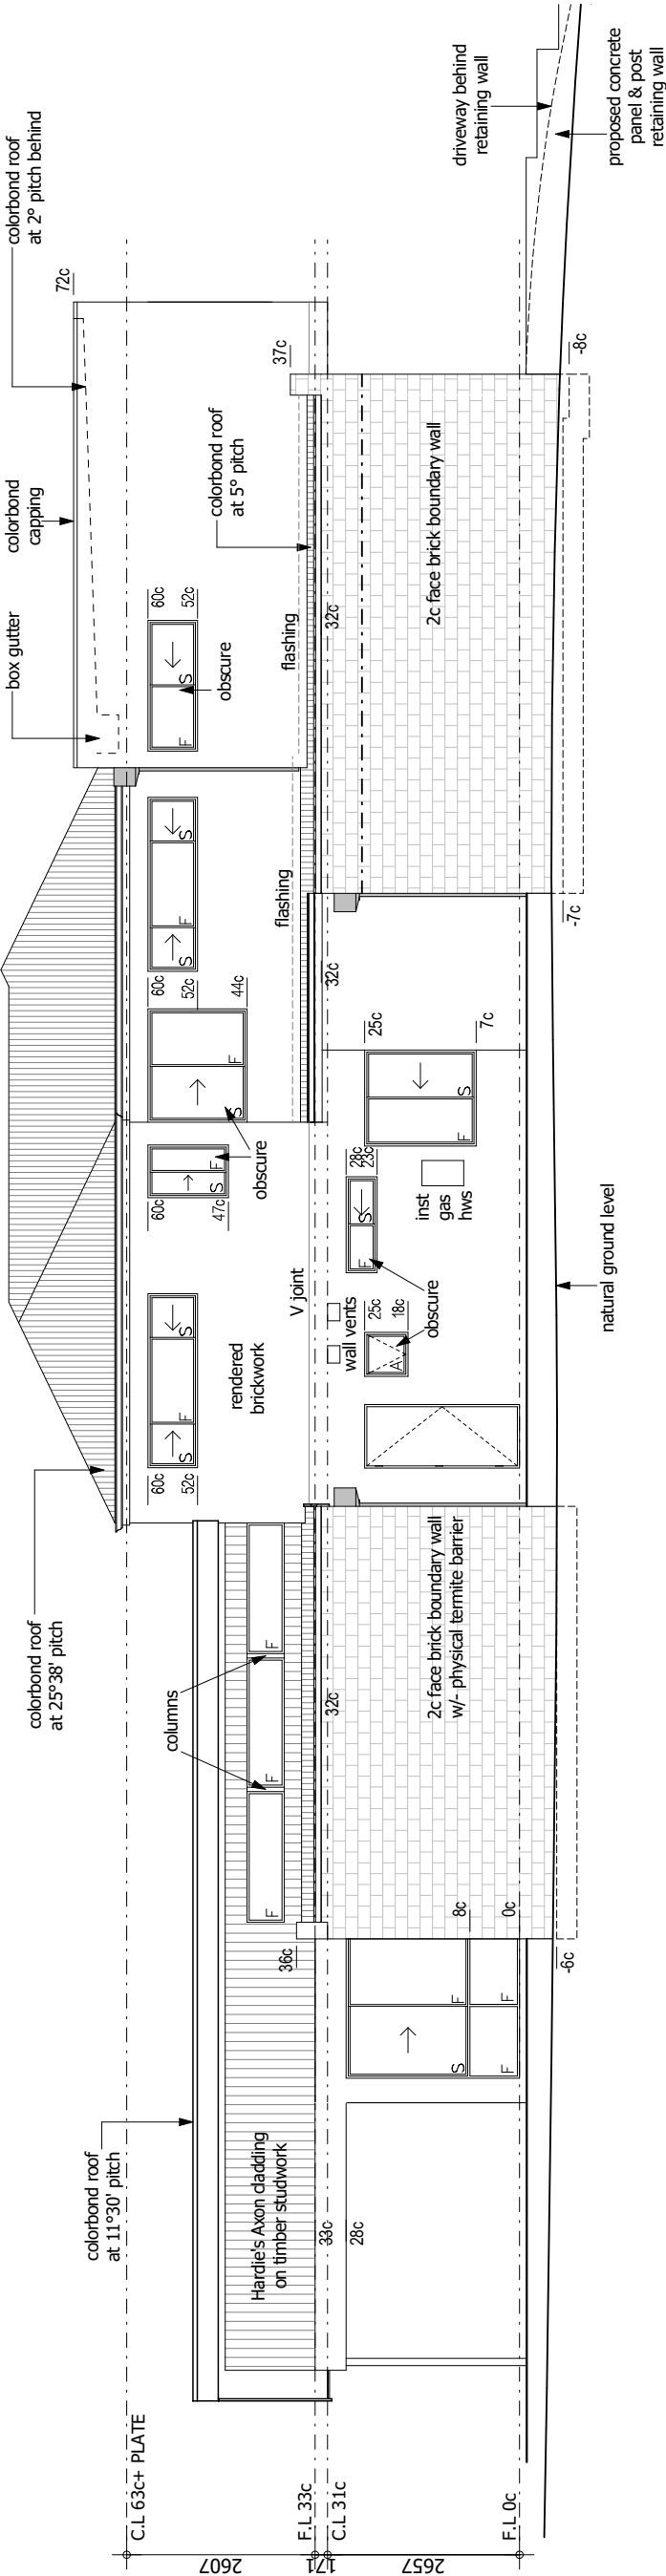 colorbond roof
at 11°30' pitch
colorbond roof
at 25°38' pitch
box gutter
colorbond
capping
colorbond roof
at 2° pitch behind
72c
C.L 63c+ PLATE
2607
F.L 33c
171
C.L 31c
2657
F.L 0c
Hardie's Axon cladding
on timber studwork
33c
28c
columns
F
F
F
36c
32c
60c
52c
S
F
S
rendered
brickwork
V joint
60c
47c
S
F
obscure
60c
52c
44c
S
F
S
F
S
flashing
60c
52c
F
S
obscure
flashing
colorbond roof
at 5° pitch
37c
32c
32c
S
F
F
F
8c
0c
-6c
2c face brick boundary wall
w/- physical termite barrier
wall vents
25c
18c
A
obscure
28c
23c
F
S
inst
gas
hws
F
S
25c
7c
-7c
2c face brick boundary wall
-8c
natural ground level
driveway behind
retaining wall
proposed concrete
panel & post
retaining wall